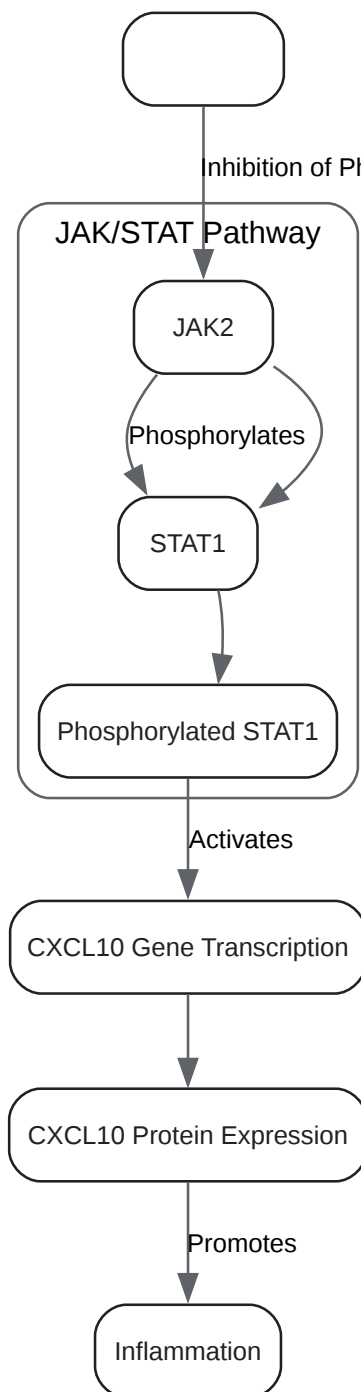 Inhibition of Ph
JAK/STAT Pathway
JAK2
Phosphorylates
STAT1
Phosphorylated STAT1
Activates
CXCL10 Gene Transcription
CXCL10 Protein Expression
Promotes
Inflammation